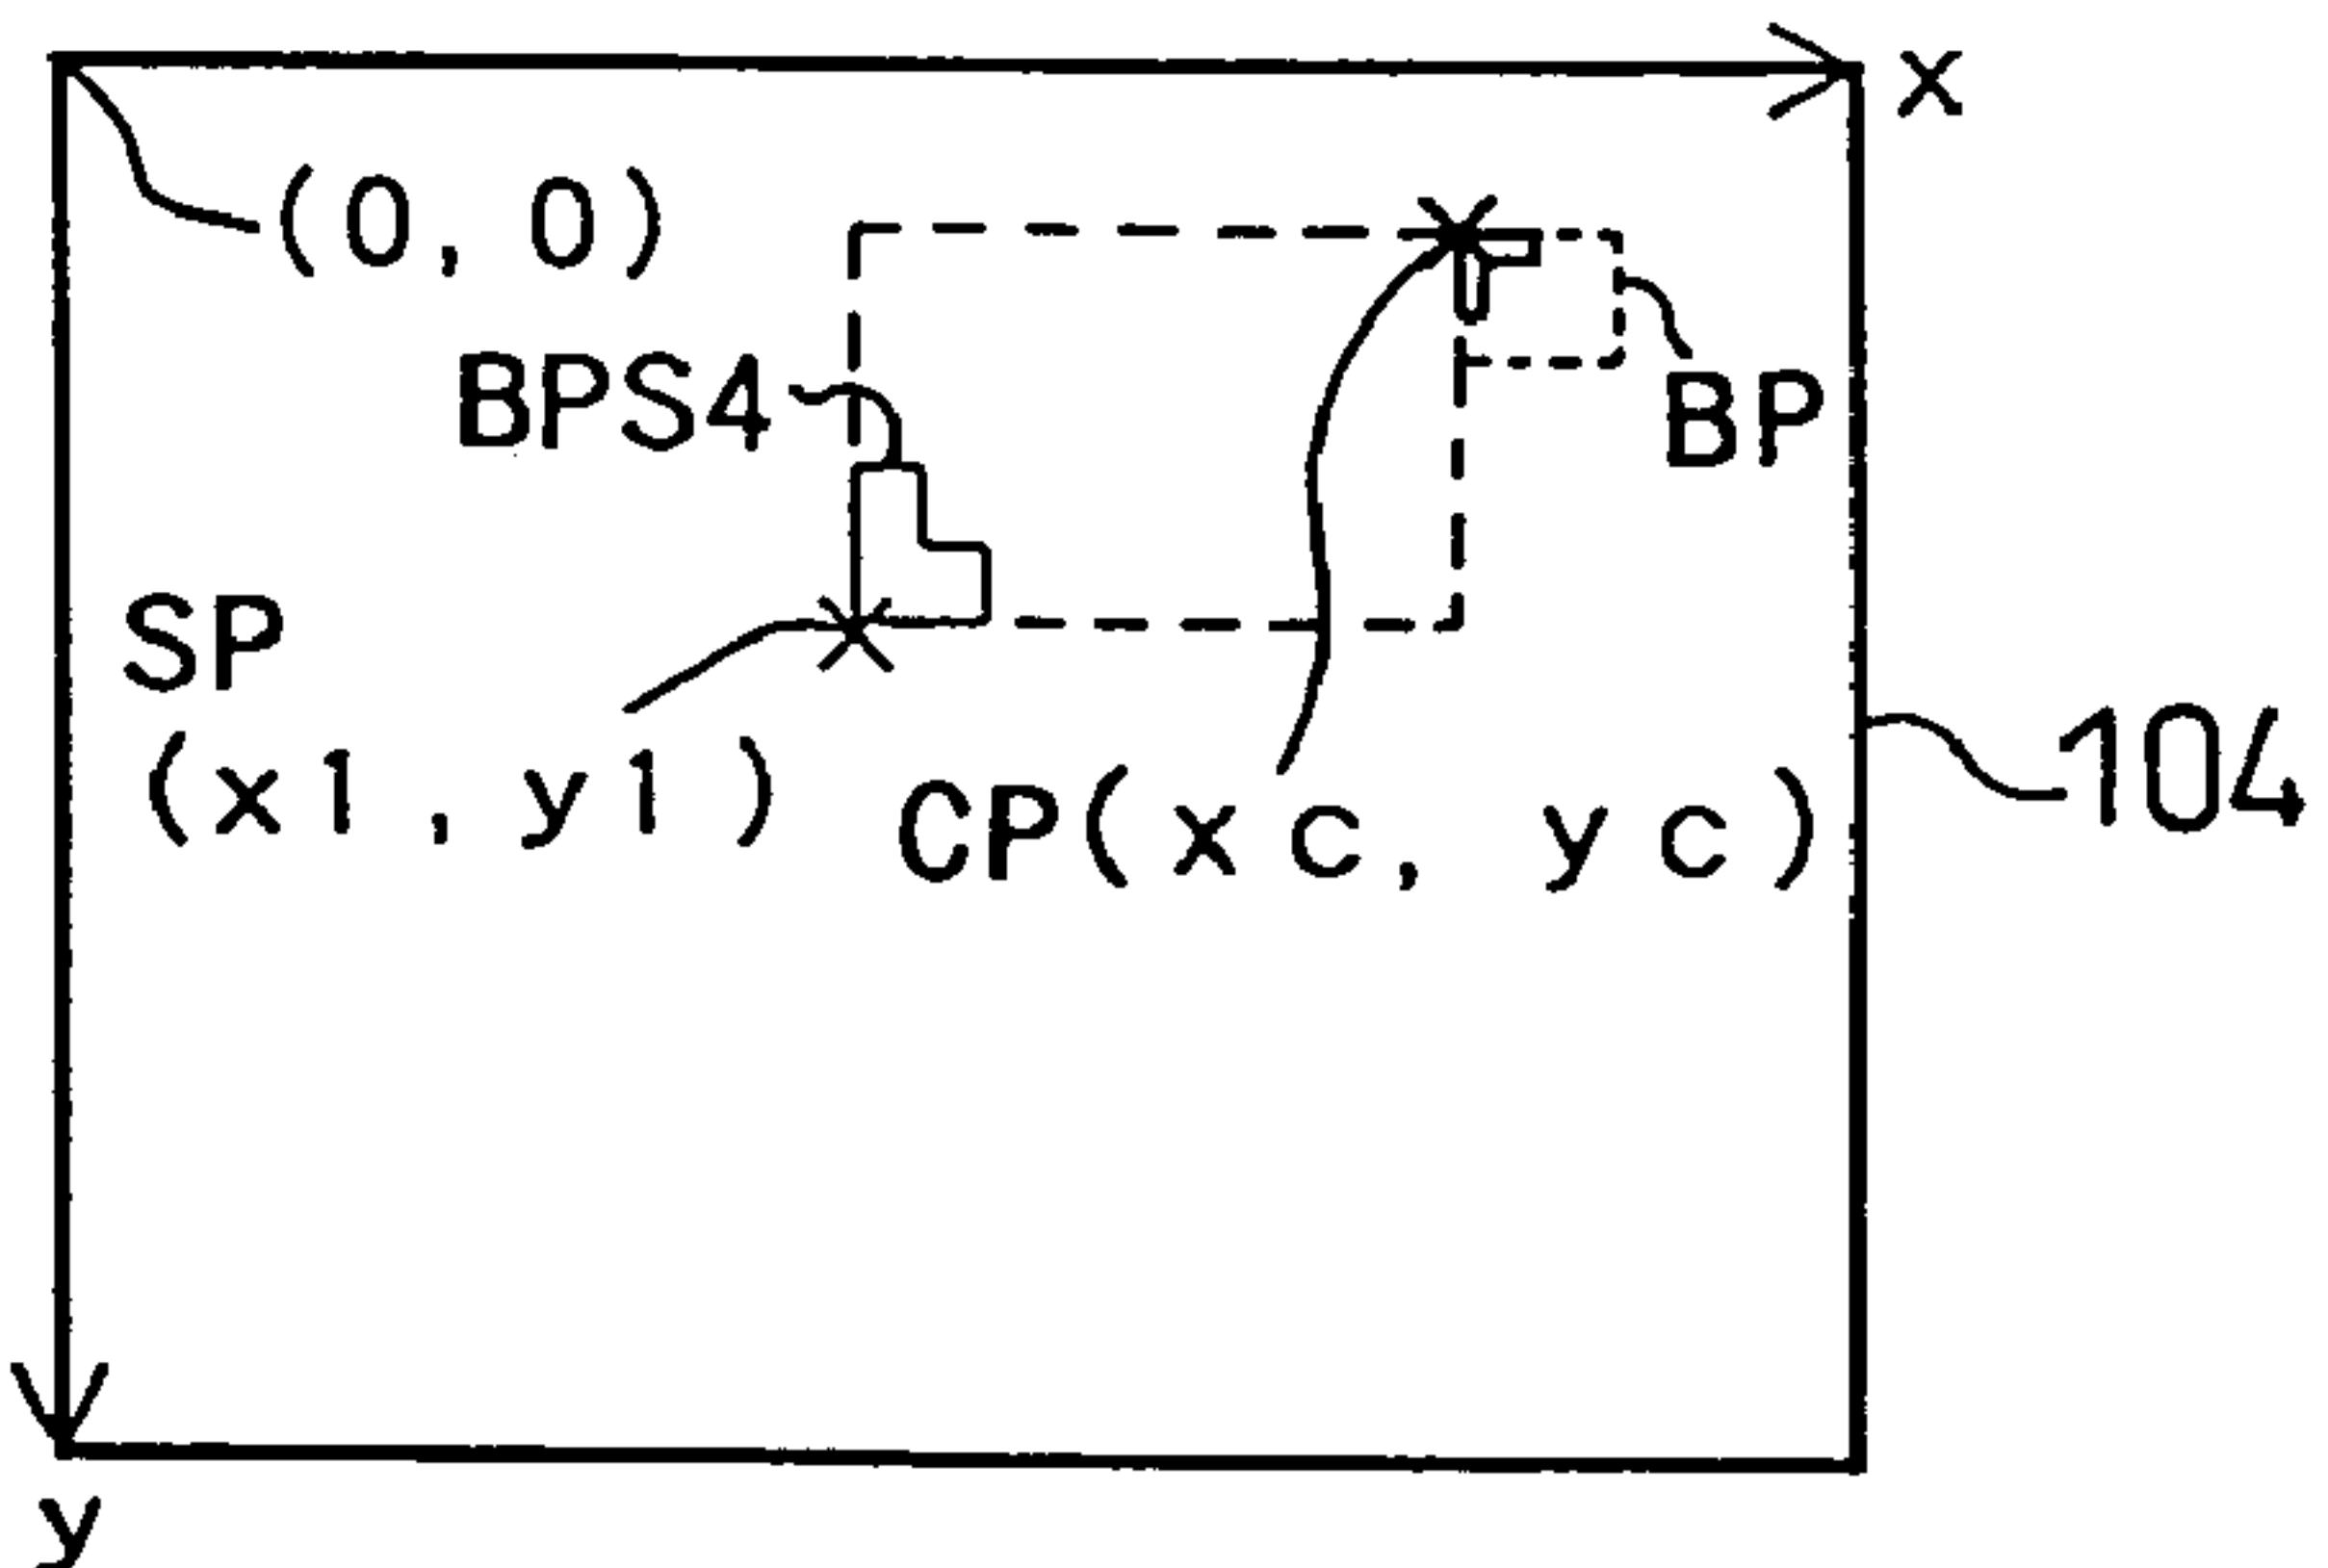 x
(0, 0)
BPS4
BP
SP
(x1, y1)
CP(xc, yc)
104
y